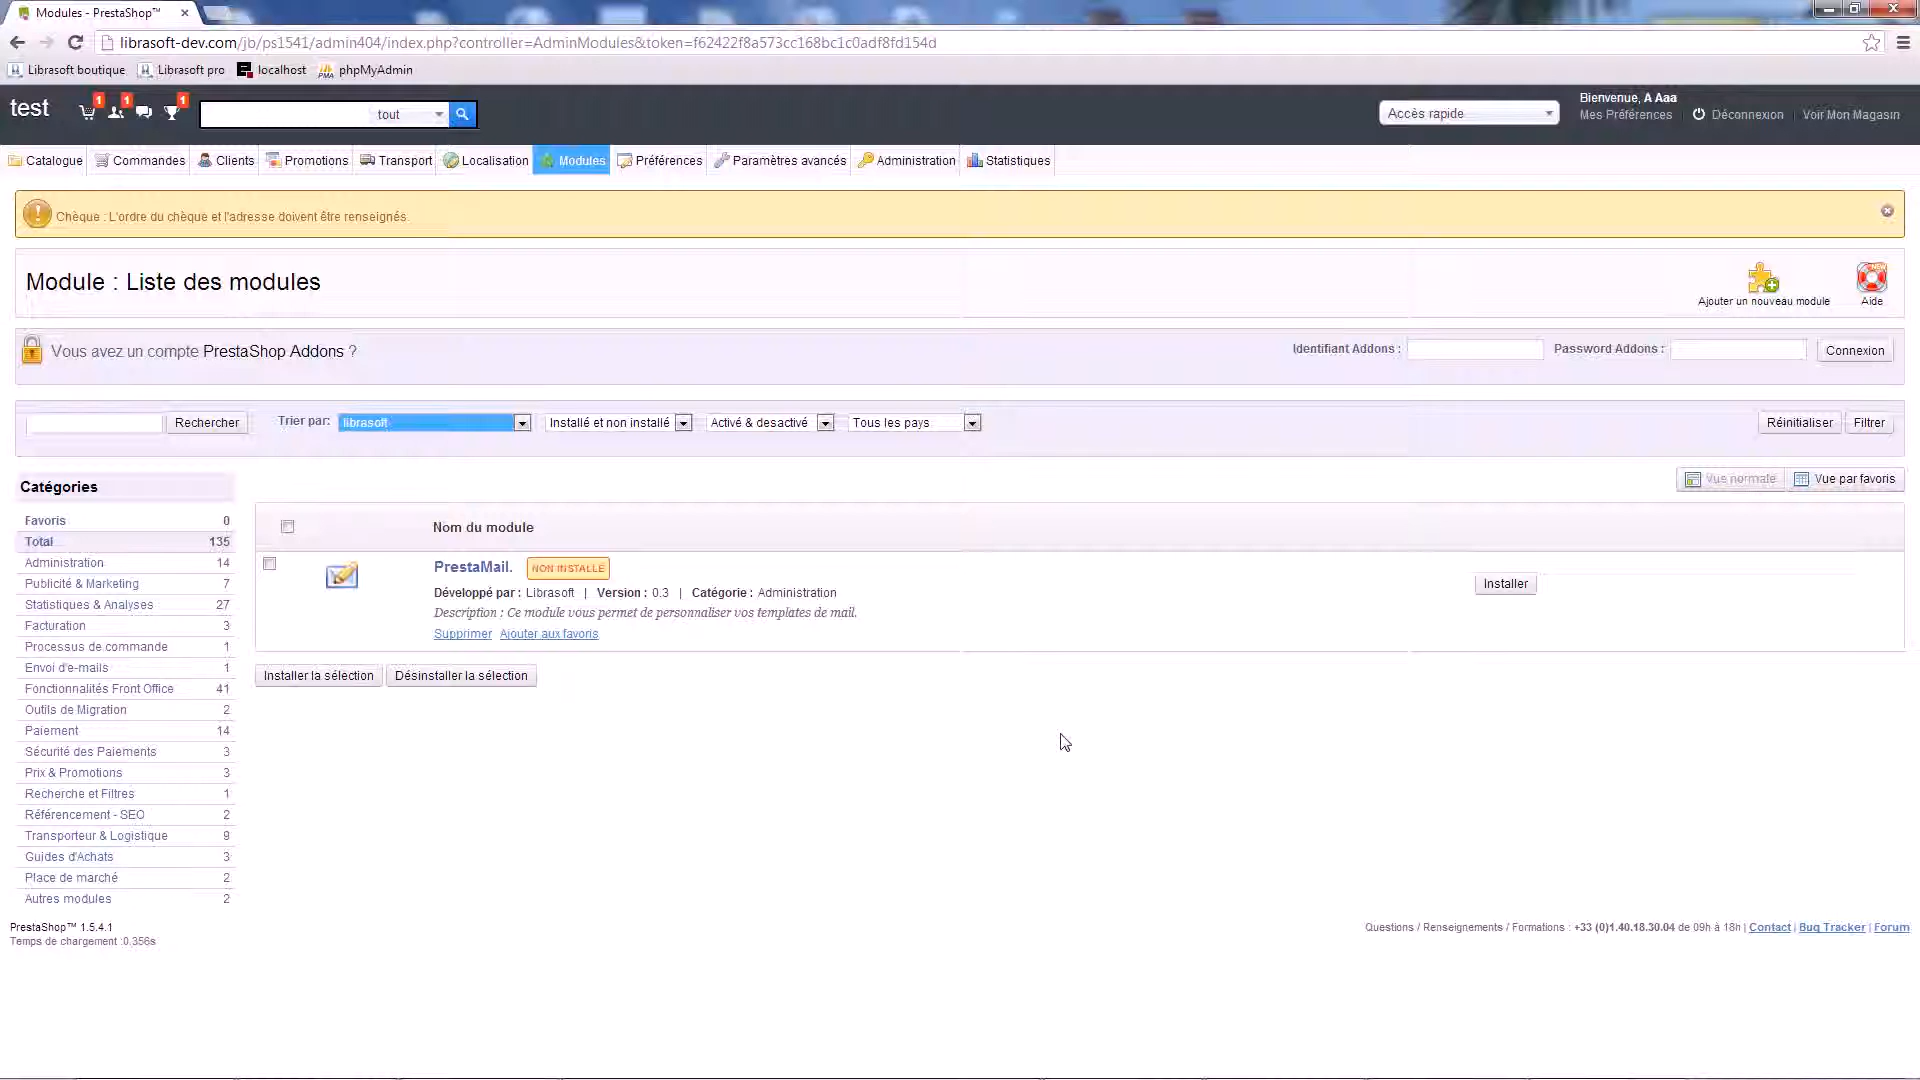 Modules - PrestaShop™
librasoft-dev.com/jb/ps1541/admin404/index.php?controller=AdminModules&token=f62422f8a573cc168bc1c0adf8fd154d
Librasoft boutique Librasoft pro localhost phpMyAdmin
test 1 1 1 tout Accès rapide Bienvenue, A Aaa
Mes Préférences | Déconnexion | Voir Mon Magasin
Catalogue Commandes Clients Promotions Transport Localisation Modules Préférences Paramètres avancés Administration Statistiques
Chèque : L'ordre du chèque et l'adresse doivent être renseignés.
Module : Liste des modules
Ajouter un nouveau module Aide
Vous avez un compte PrestaShop Addons ? Identifiant Addons : Password Addons : Connexion
Rechercher Trier par: librasoft Installé et non installé Activé & desactivé Tous les pays Réinitialiser Filtrer
Vue normale Vue par favoris
Catégories
Favoris 0
Total 135
Administration 14
Publicité & Marketing 7
Statistiques & Analyses 27
Facturation 3
Processus de commande 1
Envoi d'e-mails 1
Fonctionnalités Front Office 41
Outils de Migration 2
Paiement 14
Sécurité des Paiements 3
Prix & Promotions 3
Recherche et Filtres 1
Référencement - SEO 2
Transporteur & Logistique 9
Guides d'Achats 3
Place de marché 2
Autres modules 2
Nom du module
PrestaMail. NON INSTALLÉ
Développé par : Librasoft | Version : 0.3 | Catégorie : Administration
Description : Ce module vous permet de personnaliser vos templates de mail.
Supprimer Ajouter aux favoris
Installer
Installer la sélection Désinstaller la sélection
PrestaShop™ 1.5.4.1
Temps de chargement :0.356s
Questions / Renseignements / Formations : +33 (0)1.40.18.30.04 de 09h à 18h | Contact | Bug Tracker | Forum